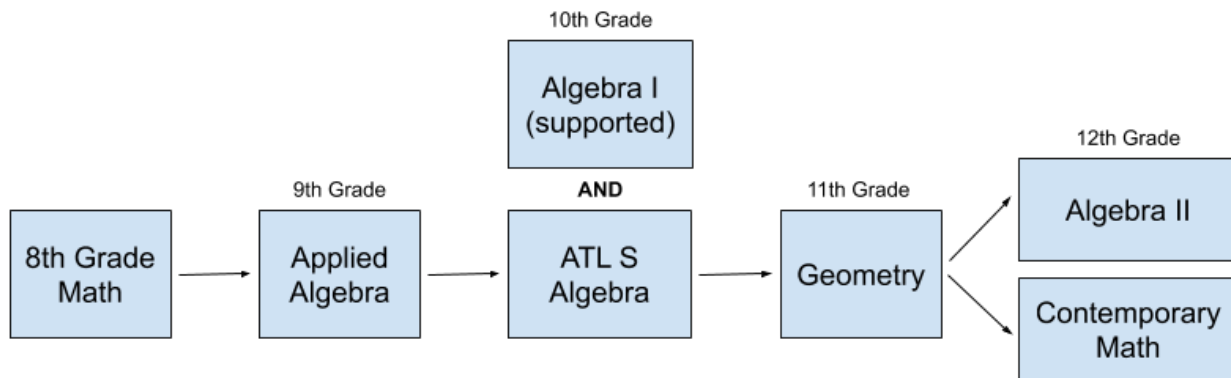 10th Grade
Algebra I
(supported)
12th Grade
9th Grade
AND
11th Grade
Algebra II
8th Grade
Math
Applied
Algebra
ATL S
Algebra
Geometry
Contemporary
Math